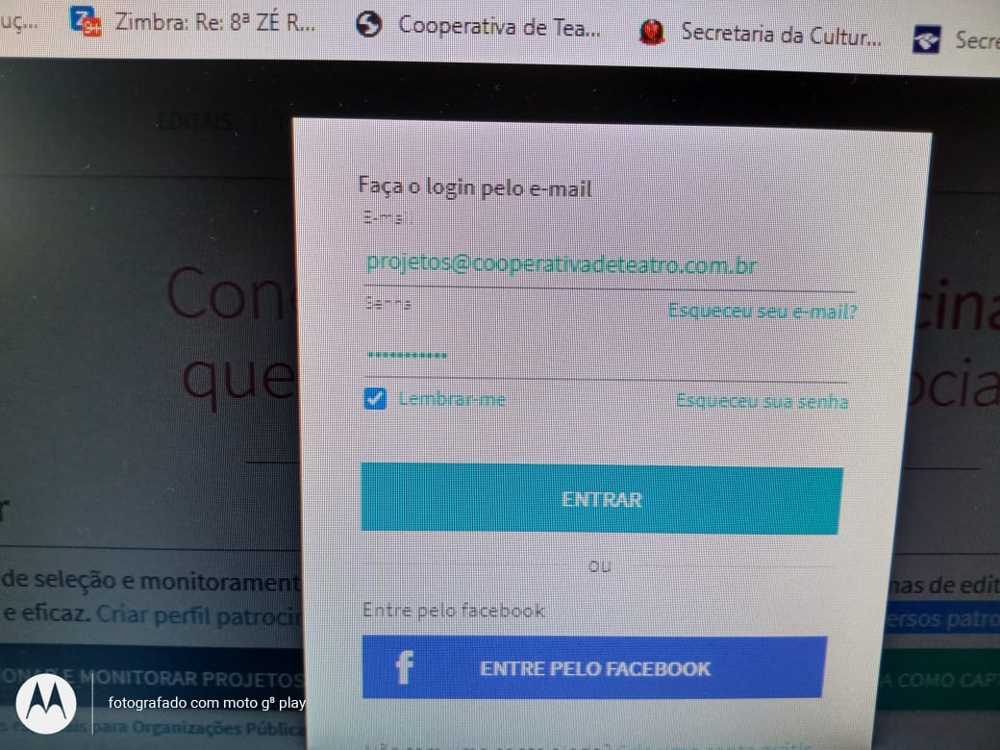 uç...
Zimbra: Re: 8ª ZÉ R...
Cooperativa de Tea...
Secretaria da Cultur...
Secre
EDITAIS
Faça o login pelo e-mail
E-mail
projetos@cooperativadeteatro.com.br
Senha
Esqueceu seu e-mail?
Con
cina
que
ocia
Lembrar-me
Esqueceu sua senha
ENTRAR
ou
r
de seleção e monitorament
nas de edit
e eficaz. Criar perfil patrocin
ersos patro
Entre pelo facebook
f
ENTRE PELO FACEBOOK
E MONITORAR PROJETOS
A COMO CAP
fotografado com moto g⁸ play
para Organizações Pública